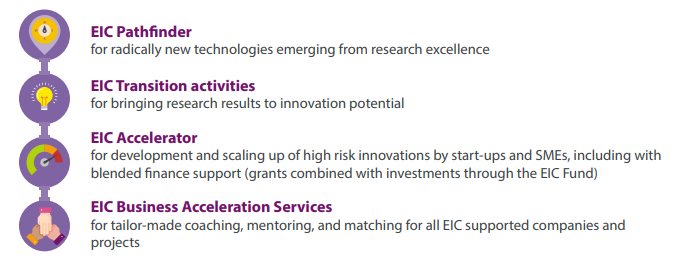 EIC Pathfinder
for radically new technologies emerging from research excellence
EIC Transition activities
for bringing research results to innovation potential
EIC Accelerator
for development and scaling up of high risk innovations by start-ups and SMEs, including with
blended finance support (grants combined with investments through the EIC Fund)
EIC Business Acceleration Services
for tailor-made coaching, mentoring, and matching for all EIC supported companies and
projects